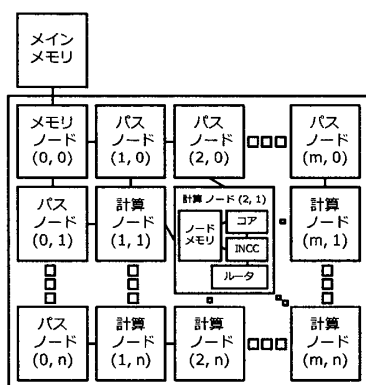 メイン
メモリ
メモリ
ノード
(0, 0)
パス
ノード
(1, 0)
パス
ノード
(2, 0)
パス
ノード
(m, 0)
パス
ノード
(0, 1)
計算
ノード
(1, 1)
計算ノード (2, 1)
ノード
メモリ
コア
INCC
ルータ
計算
ノード
(m, 1)
パス
ノード
(0, n)
計算
ノード
(1, n)
計算
ノード
(2, n)
計算
ノード
(m, n)